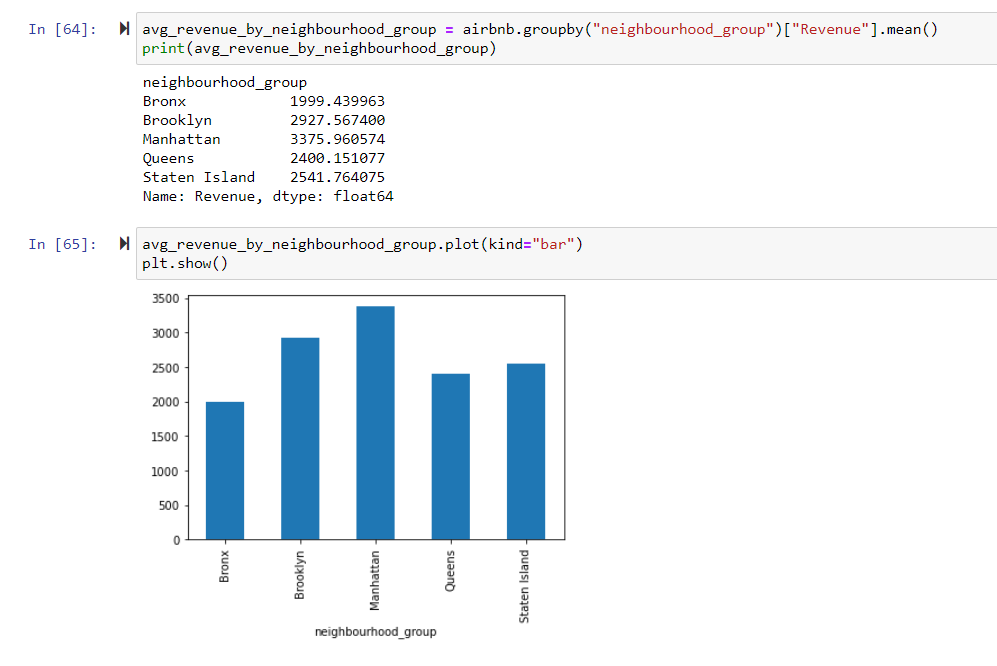 In [64]:
avg_revenue_by_neighbourhood_group = airbnb.groupby("neighbourhood_group")["Revenue"].mean()
print(avg_revenue_by_neighbourhood_group)
neighbourhood_group
Bronx 1999.439963
Brooklyn 2927.567400
Manhattan 3375.960574
Queens 2400.151077
Staten Island 2541.764075
Name: Revenue, dtype: float64
In [65]:
avg_revenue_by_neighbourhood_group.plot(kind="bar")
plt.show()
3500
3000
2500
2000
1500
1000
500
0
Bronx
Brooklyn
Manhattan
Queens
Staten Island
neighbourhood_group